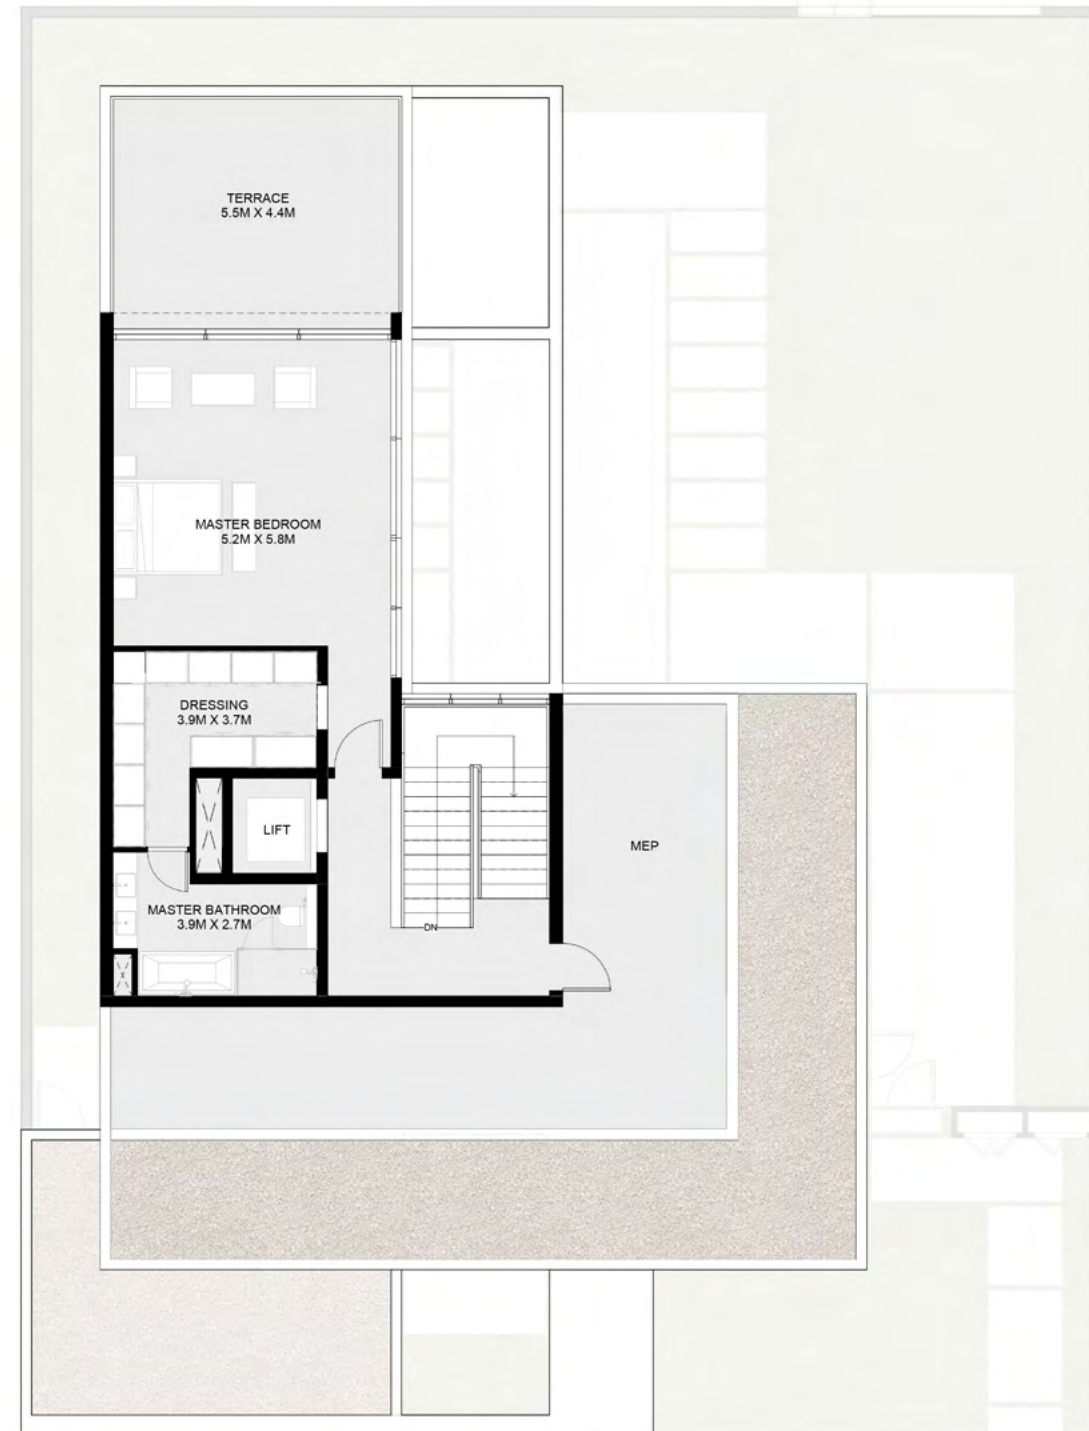 TERRACE
5.5M X 4.4M
MASTER BEDROOM
5.2M X 5.8M
DRESSING
3.9M X 3.7M
LIFT
MEP
MASTER BATHROOM
3.9M X 2.7M
DN